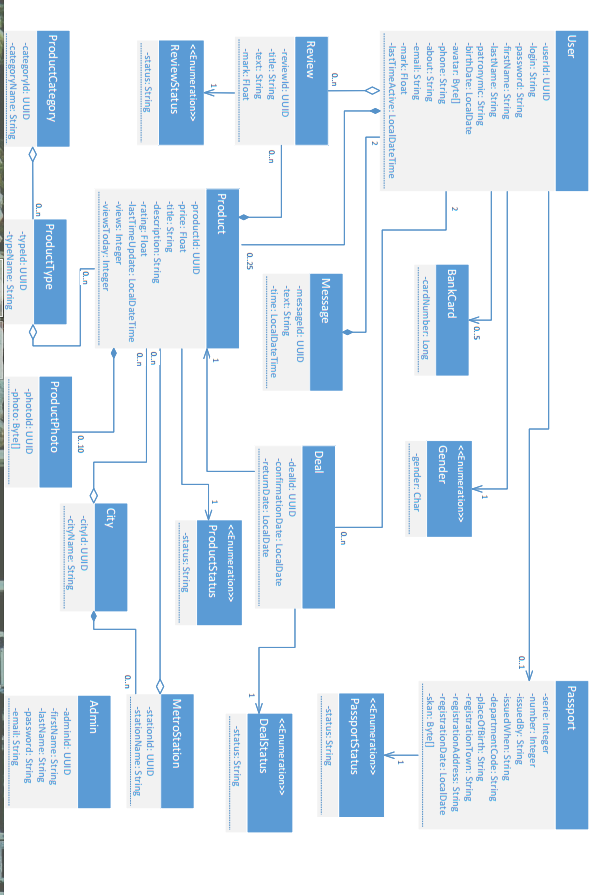 User
-userId: UUID
-login: String
-password: String
-firstName: String
-lastName: String
-patronymic: String
-birthDate: LocalDate
-avatar: Byte[]
-phone: String
-about: String
-email: String
-mark: Float
-lastTimeActive: LocalDateTime
Passport
-serie: Integer
-number: Integer
-issuedBy: String
-issuedWhen: String
-departmentCode: String
-placeOfBirth: String
-registrationTown: String
-registrationAddress: String
-registrationDate: LocalDate
-skan: Byte[]
0..1
BankCard
-cardNumber: Long
0..5
<<Enumeration>>
Gender
-gender: Char
1
2
2
0..n
Review
-reviewId: UUID
-title: String
-text: String
-mark: Float
0..n
1
<<Enumeration>>
ReviewStatus
-status: String
Message
-messageId: UUID
-text: String
-time: LocalDateTime
Deal
-dealId: UUID
-confirmationDate: LocalDate
-returnDate: LocalDate
0..n
<<Enumeration>>
PassportStatus
-status: String
1
<<Enumeration>>
DealStatus
-status: String
1
Product
-productId: UUID
-price: Float
-title: String
-description: String
-rating: Float
-lastTimeUpdate: LocalDateTime
-views: Integer
-viewsToday: Integer
0..25
1
0..n
0..n
0..n
<<Enumeration>>
ProductStatus
-status: String
1
MetroStation
-stationId: UUID
-stationName: String
0..n
City
-cityId: UUID
-cityName: String
ProductCategory
-categoryId: UUID
-categoryName: String
ProductType
-typeId: UUID
-typeName: String
0..n
ProductPhoto
-photoId: UUID
-photo: Byte[]
0..10
Admin
-adminId: UUID
-firstName: String
-lastName: String
-password: String
-email: String